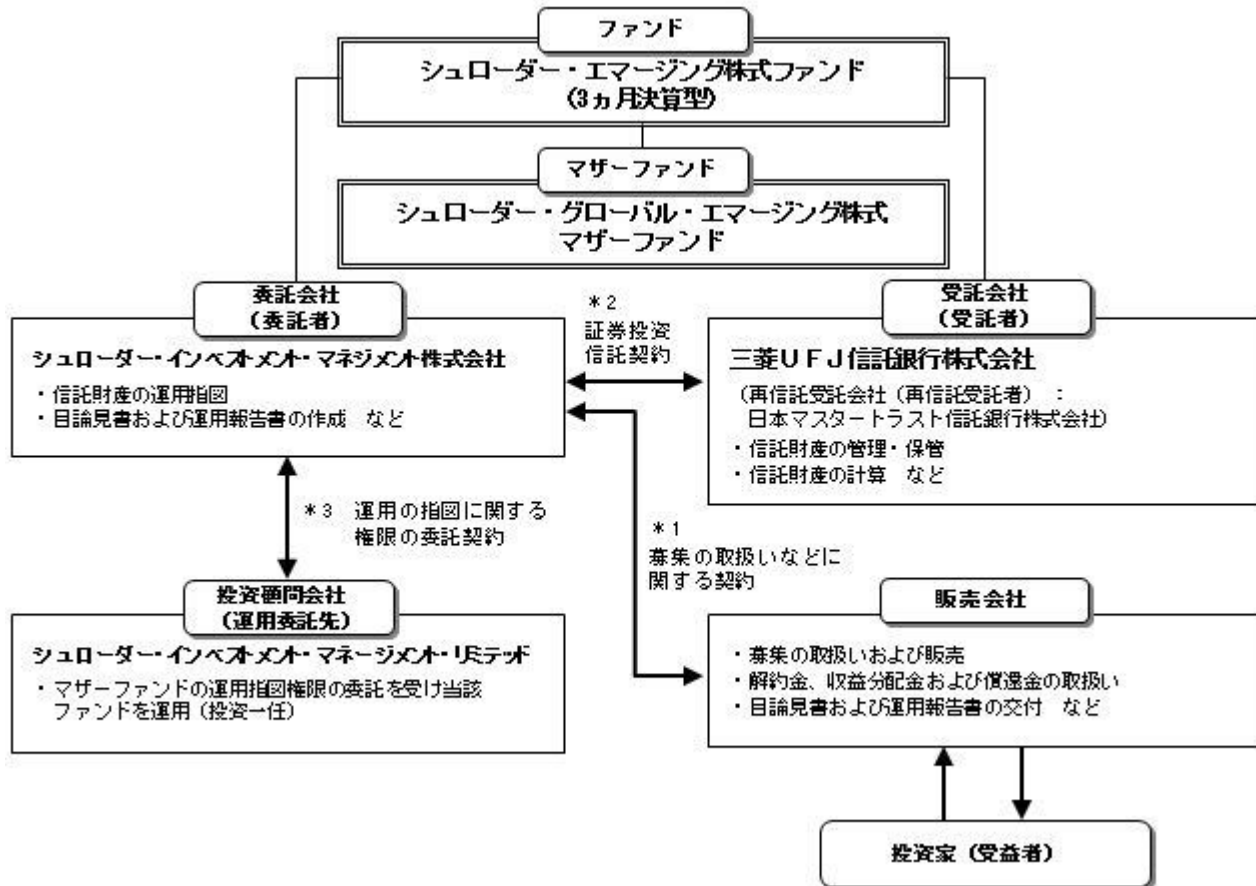 ファンド
シュローダー・エマージング株式ファンド
(3ヵ月決算型)
マザーファンド
シュローダー・グローバル・エマージング株式
マザーファンド
委託会社
(委託者)
シュローダー・インベストメント・マネジメント株式会社
・信託財産の運用指図
・目論見書および運用報告書の作成 など
*2
証券投資
信託契約
受託会社
(受託者)
三菱UFJ信託銀行株式会社
(再信託受託会社(再信託受託者) :
日本マスタートラスト信託銀行株式会社)
・信託財産の管理・保管
・信託財産の計算 など
*3 運用の指図に関する
権限の委託契約
*1
募集の取扱いなどに
関する契約
投資顧問会社
(運用委託先)
シュローダー・インベストメント・マネージメント・リミテッド
・マザーファンドの運用指図権限の委託を受け当該
ファンドを運用(投資一任)
販売会社
・募集の取扱いおよび販売
・解約金、収益分配金および償還金の取扱い
・目論見書および運用報告書の交付 など
投資家(受益者)